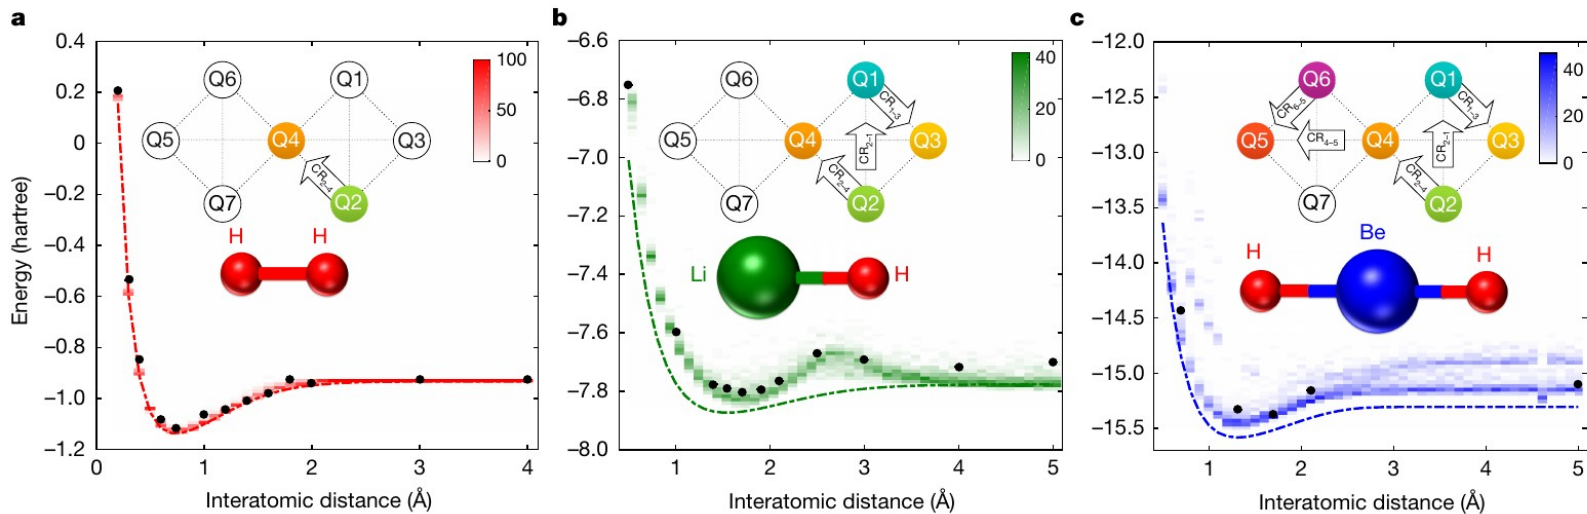 a
Energy (hartree)
0.4
0.2
0
−0.2
−0.4
−0.6
−0.8
−1.0
−1.2
0
1
2
3
4
Interatomic distance (Å)
100
50
0
Q6
Q1
Q5
Q4
Q3
Q7
Q2
CR2–4
H
H
b
−6.6
−6.8
−7.0
−7.2
−7.4
−7.6
−7.8
−8.0
1
2
3
4
5
Interatomic distance (Å)
40
20
0
Q6
Q1
CR1–3
Q5
Q4
CR2–1
Q3
CR2–4
Q7
Q2
Li
H
c
−12.0
−12.5
−13.0
−13.5
−14.0
−14.5
−15.0
−15.5
1
2
3
4
5
Interatomic distance (Å)
40
20
0
Q6
Q1
CR6–5
CR1–3
Q5
CR4–5
Q4
CR2–1
Q3
CR2–4
Q7
Q2
H
Be
H